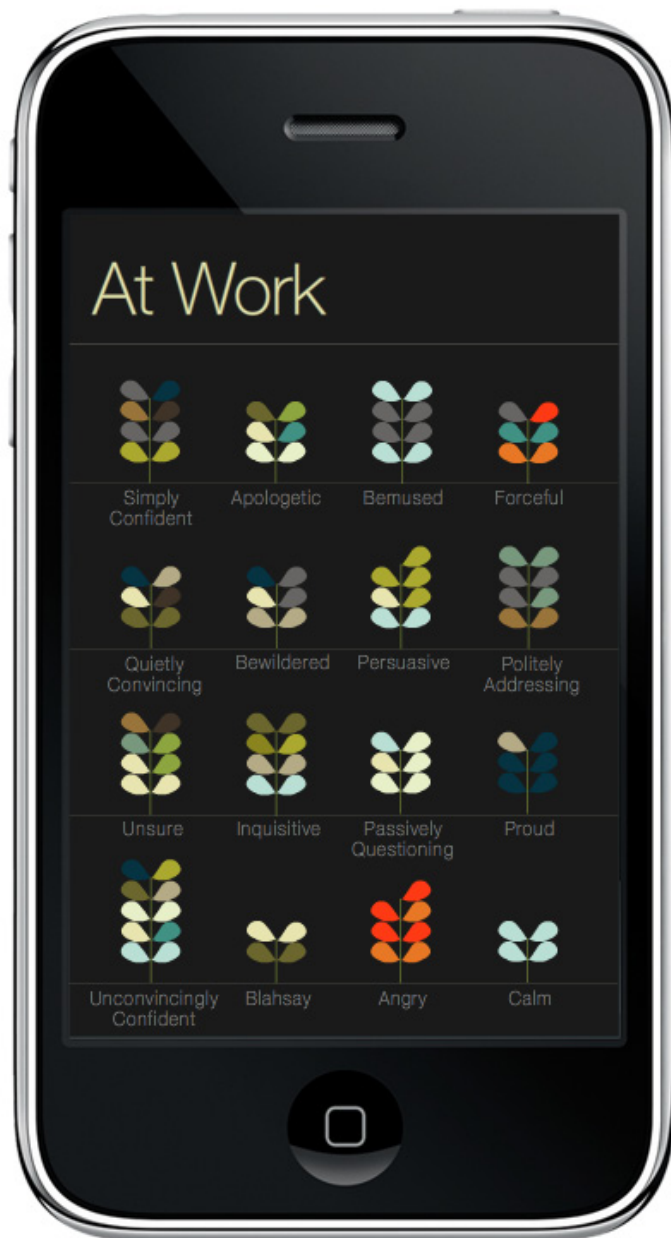 At Work
Simply
Confident
Apologetic
Bemused
Forceful
Quietly
Convincing
Bewildered
Persuasive
Politely
Addressing
Unsure
Inquisitive
Passively
Questioning
Proud
Unconvincingly
Confident
Blahsay
Angry
Calm